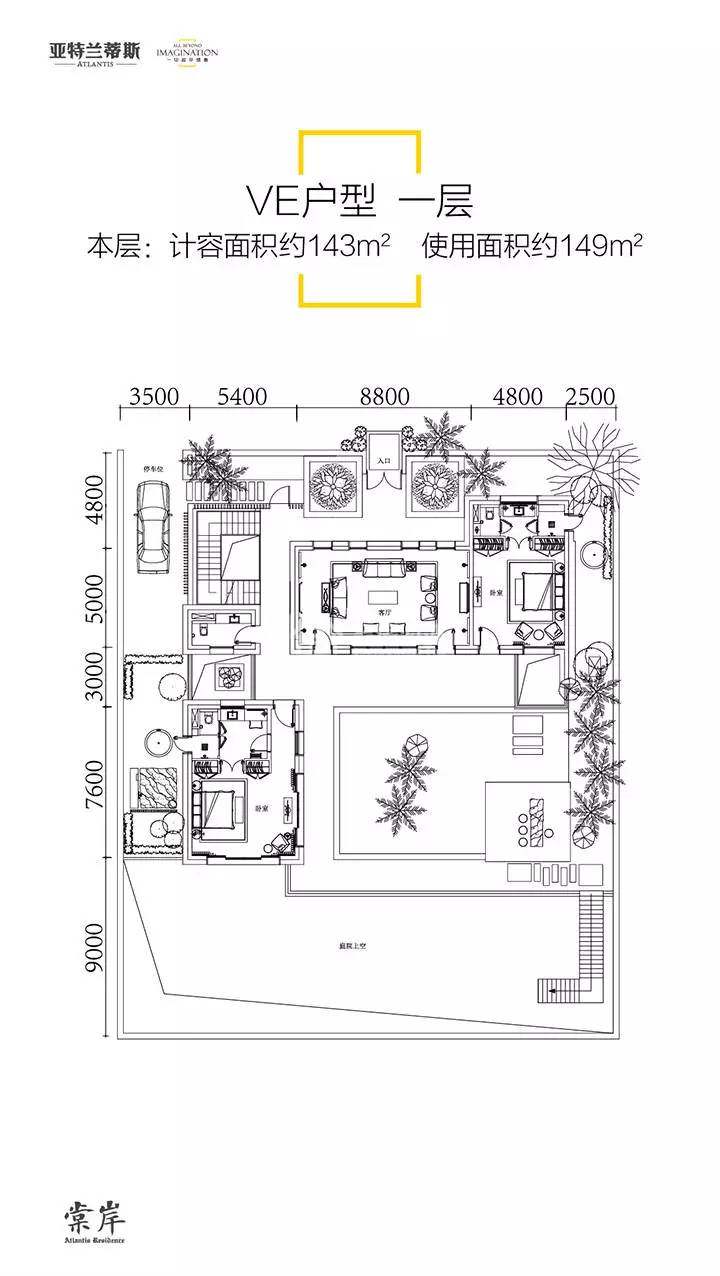 亚特兰蒂斯
ATLANTIS
ALL BEYOND
IMAGINATION
一切超乎想象
VE户型 一层
本层：计容面积约143m² 使用面积约149m²
3500 5400 8800 4800 2500
停车位
入口
4800
5000
卧室
客厅
3000
7600
卧室
9000
庭院上空
棠岸
Atlantis Residence